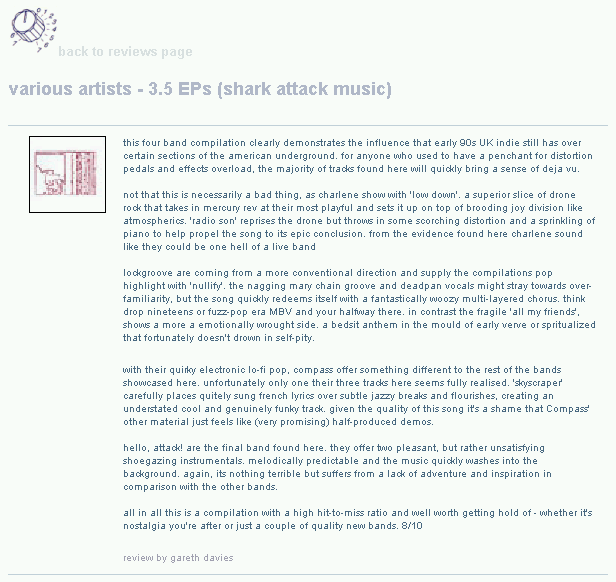 back to reviews page
various artists - 3.5 EPs (shark attack music)
this four band compilation clearly demonstrates the influence that early 90s UK indie still has over
certain sections of the american underground. for anyone who used to have a penchant for distortion
pedals and effects overload, the majority of tracks found here will quickly bring a sense of deja vu.
not that this is necessarily a bad thing, as charlene show with 'low down'. a superior slice of drone
rock that takes in mercury rev at their most playful and sets it up on top of brooding joy division like
atmospherics. 'radio son' reprises the drone but throws in some scorching distortion and a sprinkling of
piano to help propel the song to its epic conclusion. from the evidence found here charlene sound
like they could be one hell of a live band
lockgroove are coming from a more conventional direction and supply the compilations pop
highlight with 'nullify'. the nagging mary chain groove and deadpan vocals might stray towards over-
familiarity, but the song quickly redeems itself with a fantastically woozy multi-layered chorus. think
drop nineteens or fuzz-pop era MBV and your halfway there. in contrast the fragile 'all my friends',
shows a more a emotionally wrought side. a bedsit anthem in the mould of early verve or spritualized
that fortunately doesn't drown in self-pity.
with their quirky electronic lo-fi pop, compass offer something different to the rest of the bands
showcased here. unfortunately only one their three tracks here seems fully realised. 'skyscraper'
carefully places quitely sung french lyrics over subtle jazzy breaks and flourishes, creating an
understated cool and genuinely funky track. given the quality of this song it's a shame that Compass'
other material just feels like (very promising) half-produced demos.
hello, attack! are the final band found here. they offer two pleasant, but rather unsatisfying
shoegazing instrumentals. melodically predictable and the music quickly washes into the
background. again, its nothing terrible but suffers from a lack of adventure and inspiration in
comparison with the other bands.
all in all this is a compilation with a high hit-to-miss ratio and well worth getting hold of - whether it's
nostalgia you're after or just a couple of quality new bands. 8/10
review by gareth davies